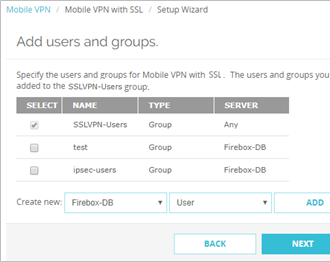 Mobile VPN / Mobile VPN with SSL / Setup Wizard
Add users and groups.
Specify the users and groups for Mobile VPN with SSL. The users and groups you
added to the SSLVPN-Users group.
SELECT NAME TYPE SERVER
SSLVPN-Users Group Any
test Group Firebox-DB
ipsec-users Group Firebox-DB
Create new: Firebox-DB User ADD
BACK NEXT